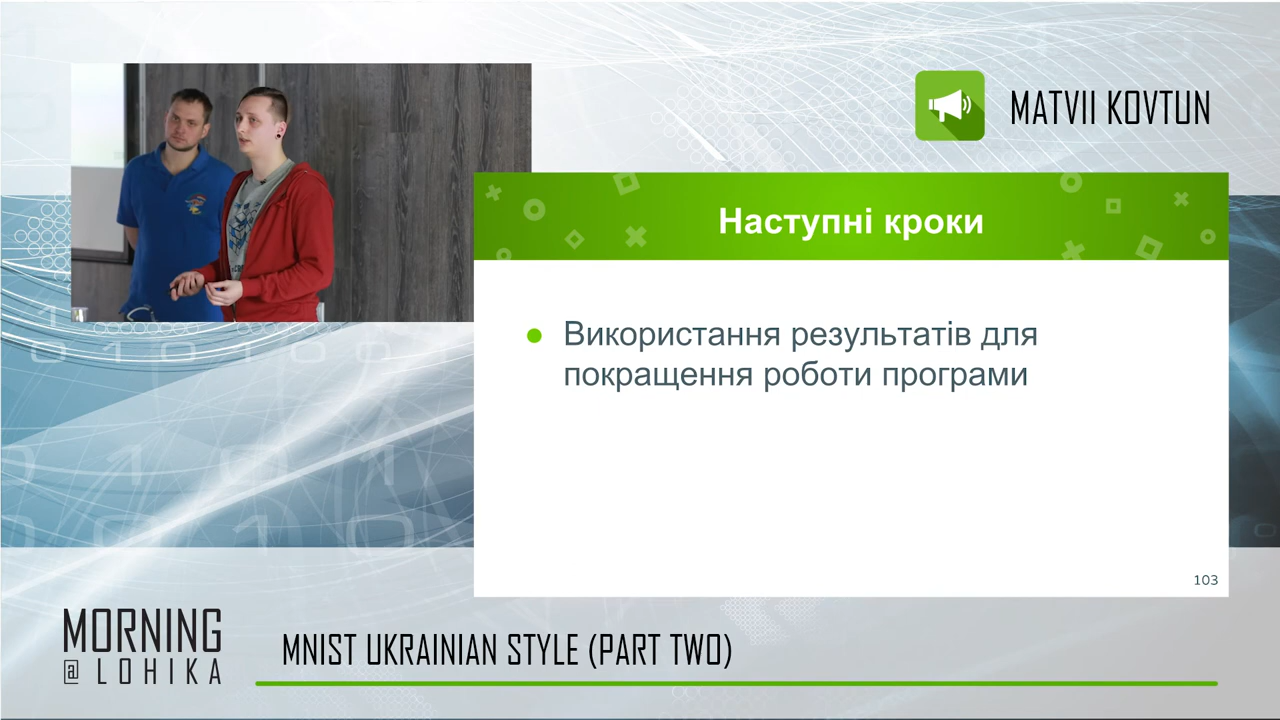 MATVII KOVTUN
Наступні кроки
Використання результатів для
покращення роботи програми
103
MORNING
@ LOHIKA
MNIST UKRAINIAN STYLE (PART TWO)